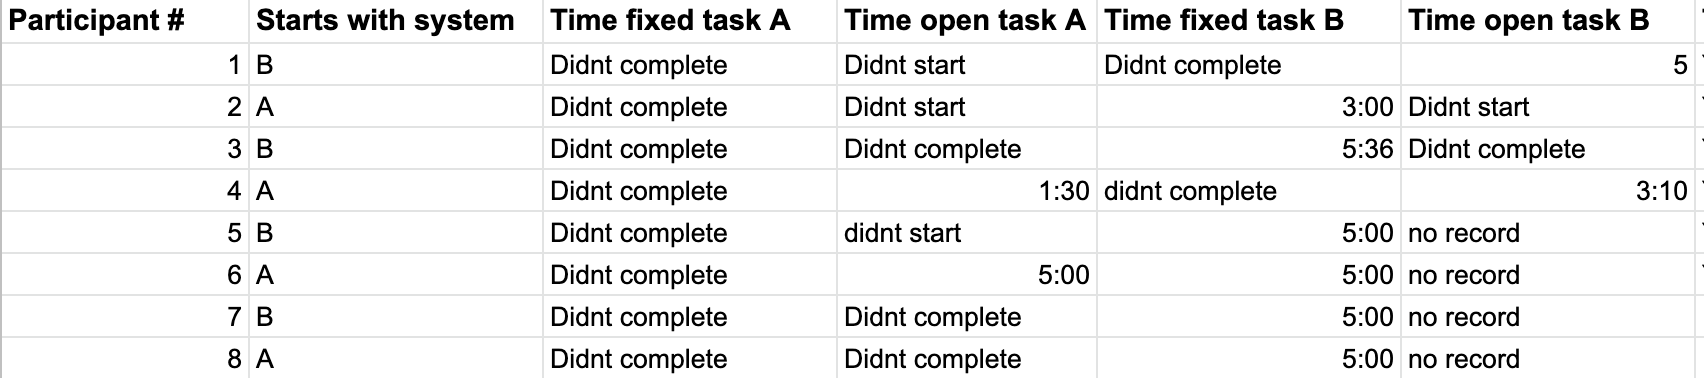 Participant # Starts with system Time fixed task A Time open task A Time fixed task B Time open task B
1 B Didnt complete Didnt start Didnt complete 5
2 A Didnt complete Didnt start 3:00 Didnt start
3 B Didnt complete Didnt complete 5:36 Didnt complete
4 A Didnt complete 1:30 didnt complete 3:10
5 B Didnt complete didnt start 5:00 no record
6 A Didnt complete 5:00 5:00 no record
7 B Didnt complete Didnt complete 5:00 no record
8 A Didnt complete Didnt complete 5:00 no record